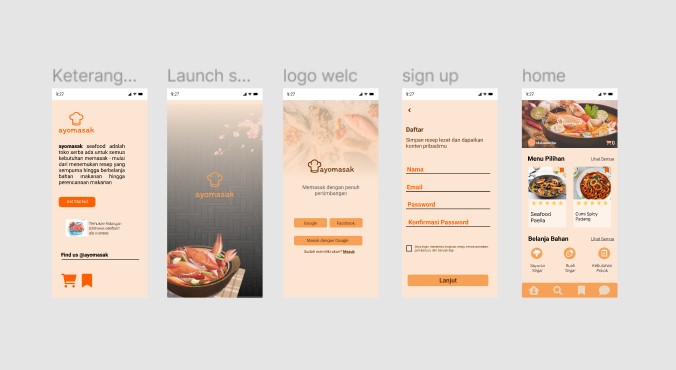 Keterang...
Launch s...
logo welc
sign up
home
9:27
ayomasak
ayomasak seafood adalah
toko serba ada untuk semua
kebutuhan memasak - mulai
dari menemukan resep yang
sempurna hingga berbelanja
bahan makanan hingga
perencanaan makanan
Get Started
Find us @ayomasak
9:27
ayomasak
9:27
ayomasak
Memasak dengan penuh
pertimbangan
Google
Facebook
Masuk dengan Google
Sudah memiliki akun? Masuk
9:27
Daftar
Simpan resep lezat dan dapatkan
konten pribadimu
Nama
Email
Password
Konfirmasi Password
Lanjut
9:27
Menu Pilihan
Lihat Semua
Seafood
Paella
Cumi Spicy
Padang
Belanja Bahan
Lihat Semua
Sayuran
Segar
Buah
Segar
Kebutuhan
Pokok